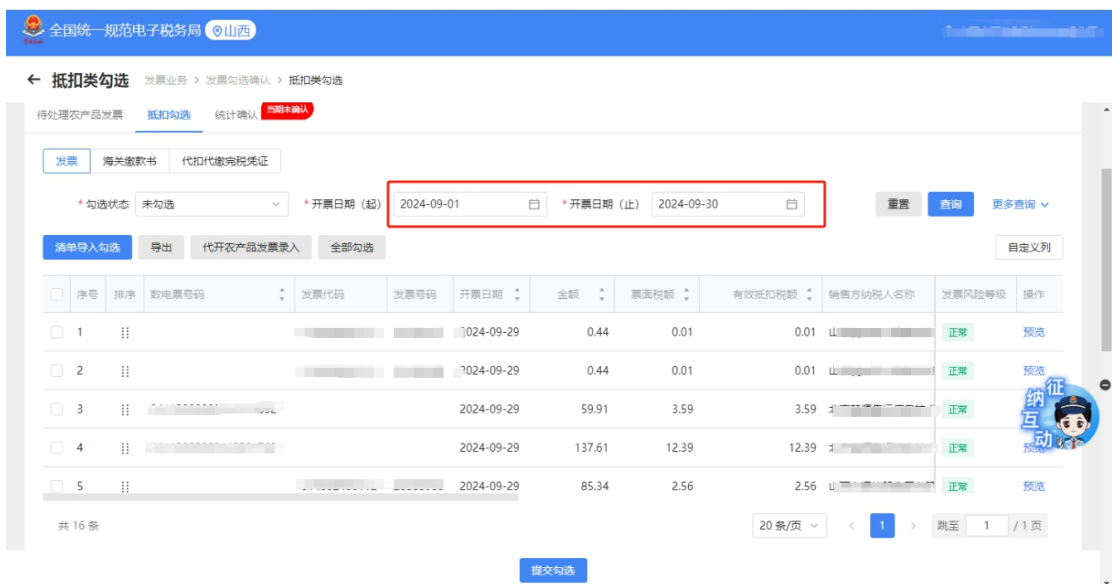 全国统一规范电子税务局 山西
抵扣类勾选 发票业务 > 发票勾选确认 > 抵扣类勾选
待处理农产品发票 抵扣勾选 统计确认 当期未确认
发票 海关缴款书 代扣代缴完税凭证
*勾选状态 未勾选 *开票日期（起） 2024-09-01 *开票日期（止） 2024-09-30 重置 查询 更多查询
清单导入勾选 导出 代开农产品发票录入 全部勾选 自定义列
序号 排序 数电票号码 发票代码 发票号码 开票日期 金额 票面税额 有效抵扣税额 销售方纳税人名称 发票风险等级 操作
1 2024-09-29 0.44 0.01 0.01 正常 预览
2 2024-09-29 0.44 0.01 0.01 正常 预览
3 2024-09-29 59.91 3.59 3.59 正常
4 2024-09-29 137.61 12.39 12.39 正常 预览
5 2024-09-29 85.34 2.56 2.56 正常 预览
征纳互动
共 16 条 20 条/页 < 1 > 跳至 1 / 1 页
提交勾选